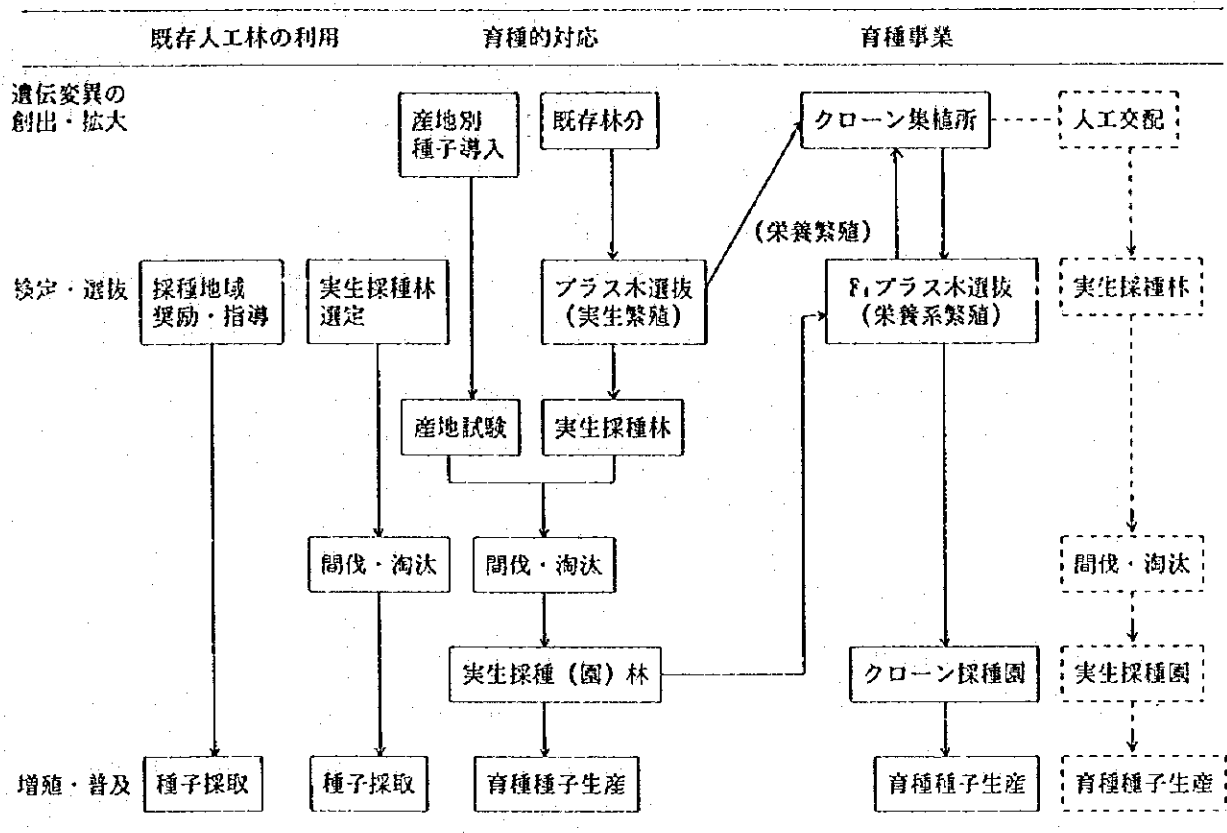 既存人工林の利用 育種的対応 育種事業
遺伝変異の
創出・拡大
産地別
種子導入
既存林分
クローン集植所
人工交配
(栄養繁殖)
検定・選抜
採種地域
奨励・指導
実生採種林
選定
プラス木選抜
(実生繁殖)
F₁プラス木選抜
(栄養系繁殖)
実生採種林
産地試験
実生採種林
間伐・淘汰
間伐・淘汰
間伐・淘汰
実生採種(園)林
クローン採種園
実生採種園
増殖・普及
種子採取
種子採取
育種種子生産
育種種子生産
育種種子生産